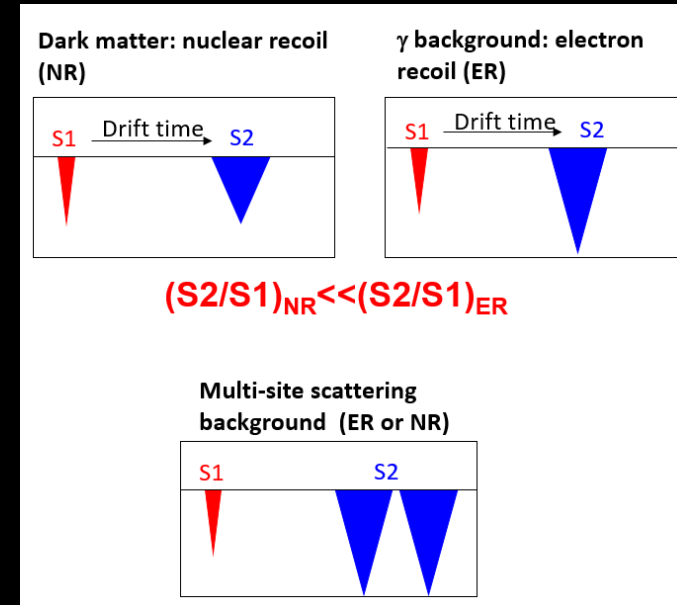 Dark matter: nuclear recoil
(NR)
γ background: electron
recoil (ER)
S1 Drift time S2
S1 Drift time S2
(S2/S1)NR<<(S2/S1)ER
Multi-site scattering
background (ER or NR)
S1 S2